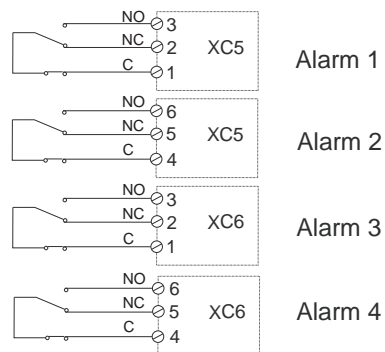 NO 3
NC 2 XC5 Alarm 1
C 1
NO 6
NC 5 XC5 Alarm 2
C 4
NO 3
NC 2 XC6 Alarm 3
C 1
NO 6
NC 5 XC6 Alarm 4
C 4